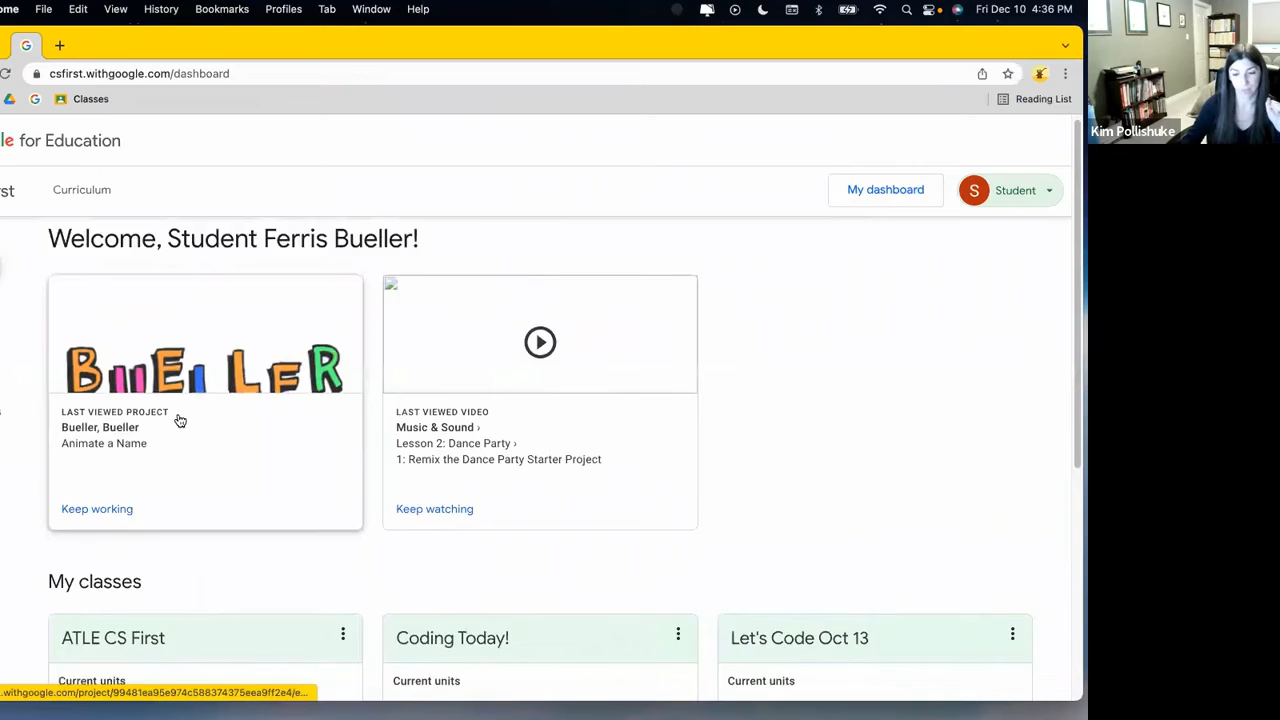 ome File Edit View History Bookmarks Profiles Tab Window Help Fri Dec 10 4:36 PM
csfirst.withgoogle.com/dashboard
Classes Reading List
le for Education
rst Curriculum My dashboard S Student
Welcome, Student Ferris Bueller!
BUELLER
LAST VIEWED PROJECT
Bueller, Bueller
Animate a Name
Keep working
LAST VIEWED VIDEO
Music & Sound ›
Lesson 2: Dance Party ›
1: Remix the Dance Party Starter Project
Keep watching
My classes
ATLE CS First
Current units
Coding Today!
Current units
Let's Code Oct 13
Current units
.withgoogle.com/project/99481ea95e974c588374375eea9ff2e4/e...
Kim Pollishuke